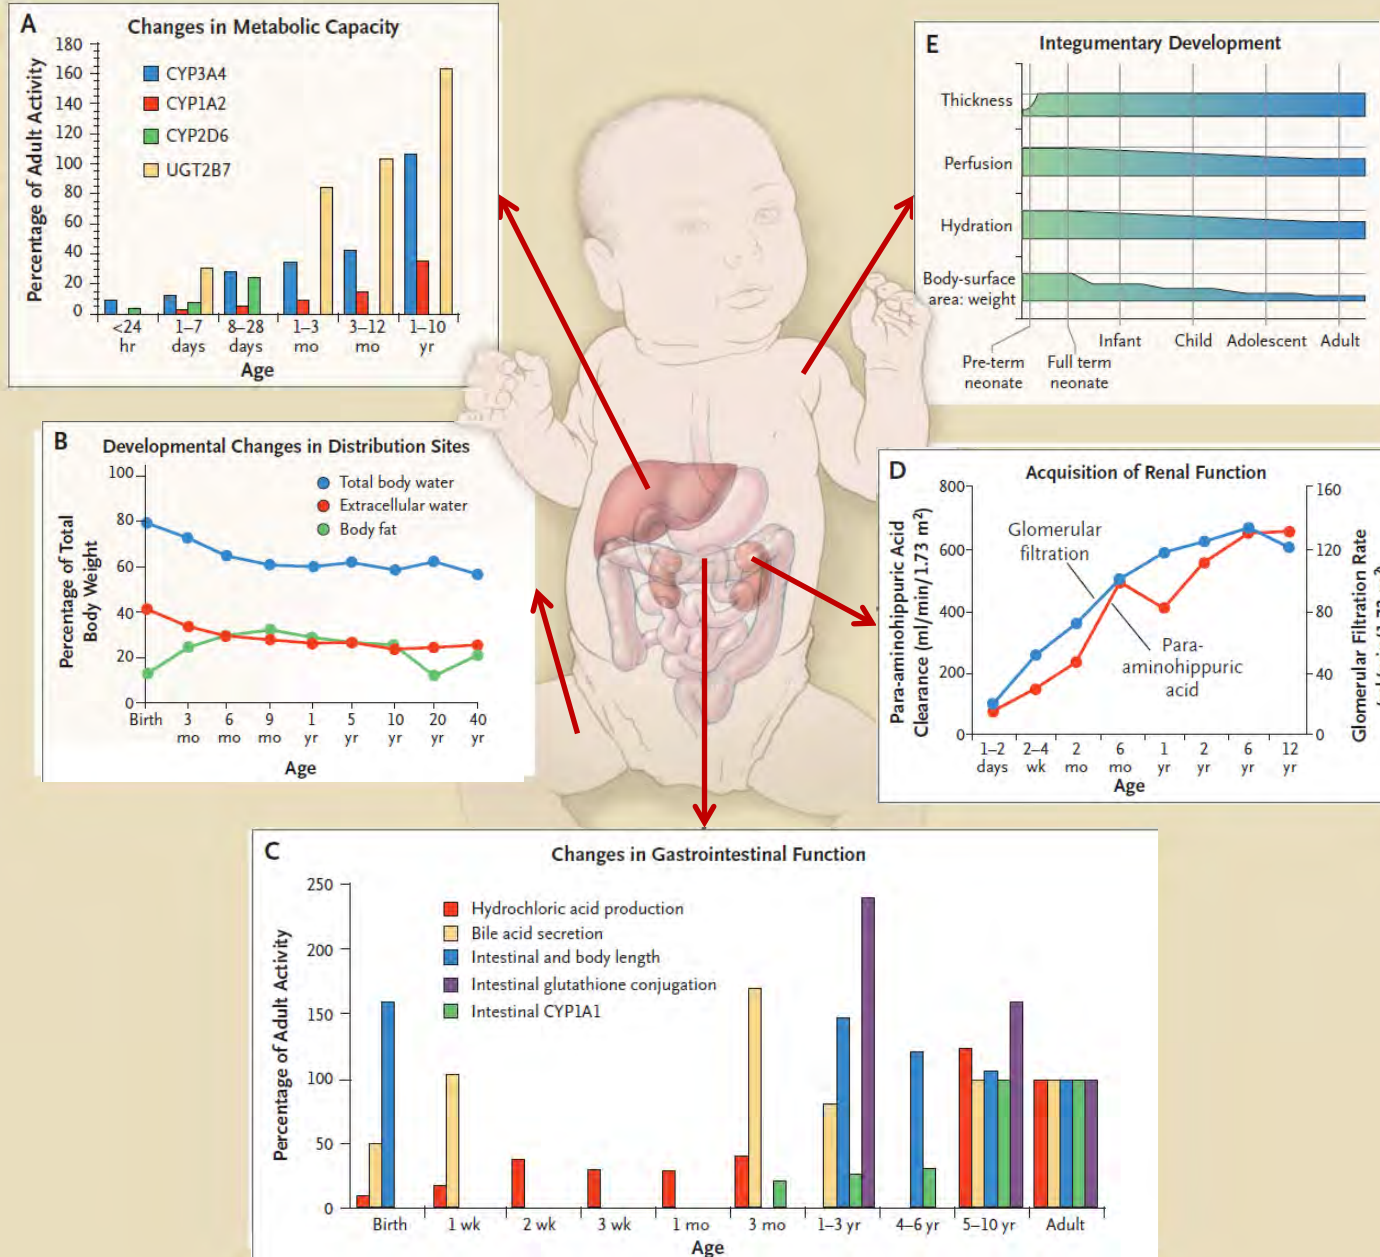 A
Changes in Metabolic Capacity
Percentage of Adult Activity
180
160
140
120
100
80
60
40
20
0
CYP3A4
CYP1A2
CYP2D6
UGT2B7
<24 hr
1–7 days
8–28 days
1–3 mo
3–12 mo
1–10 yr
Age
E
Integumentary Development
Thickness
Perfusion
Hydration
Body-surface
area: weight
Pre-term
neonate
Full term
neonate
Infant
Child
Adolescent
Adult
B
Developmental Changes in Distribution Sites
Percentage of Total
Body Weight
100
80
60
40
20
0
Total body water
Extracellular water
Body fat
Birth
3 mo
6 mo
9 mo
1 yr
5 yr
10 yr
20 yr
40 yr
Age
D
Acquisition of Renal Function
Para-aminohippuric Acid
Clearance (ml/min/1.73 m²)
800
600
400
200
0
Glomerular
filtration
Para-
aminohippuric
acid
160
120
80
40
0
Glomerular Filtration Rate
1–2 days
2–4 wk
2 mo
6 mo
1 yr
2 yr
6 yr
12 yr
Age
C
Changes in Gastrointestinal Function
Percentage of Adult Activity
250
200
150
100
50
0
Hydrochloric acid production
Bile acid secretion
Intestinal and body length
Intestinal glutathione conjugation
Intestinal CYP1A1
Birth
1 wk
2 wk
3 wk
1 mo
3 mo
1–3 yr
4–6 yr
5–10 yr
Adult
Age